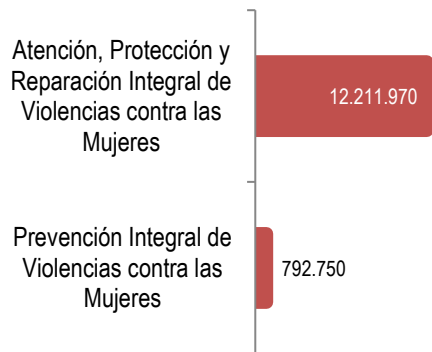 Atención, Protección y
Reparación Integral de
Violencias contra las
Mujeres
12.211.970
Prevención Integral de
Violencias contra las
Mujeres
792.750